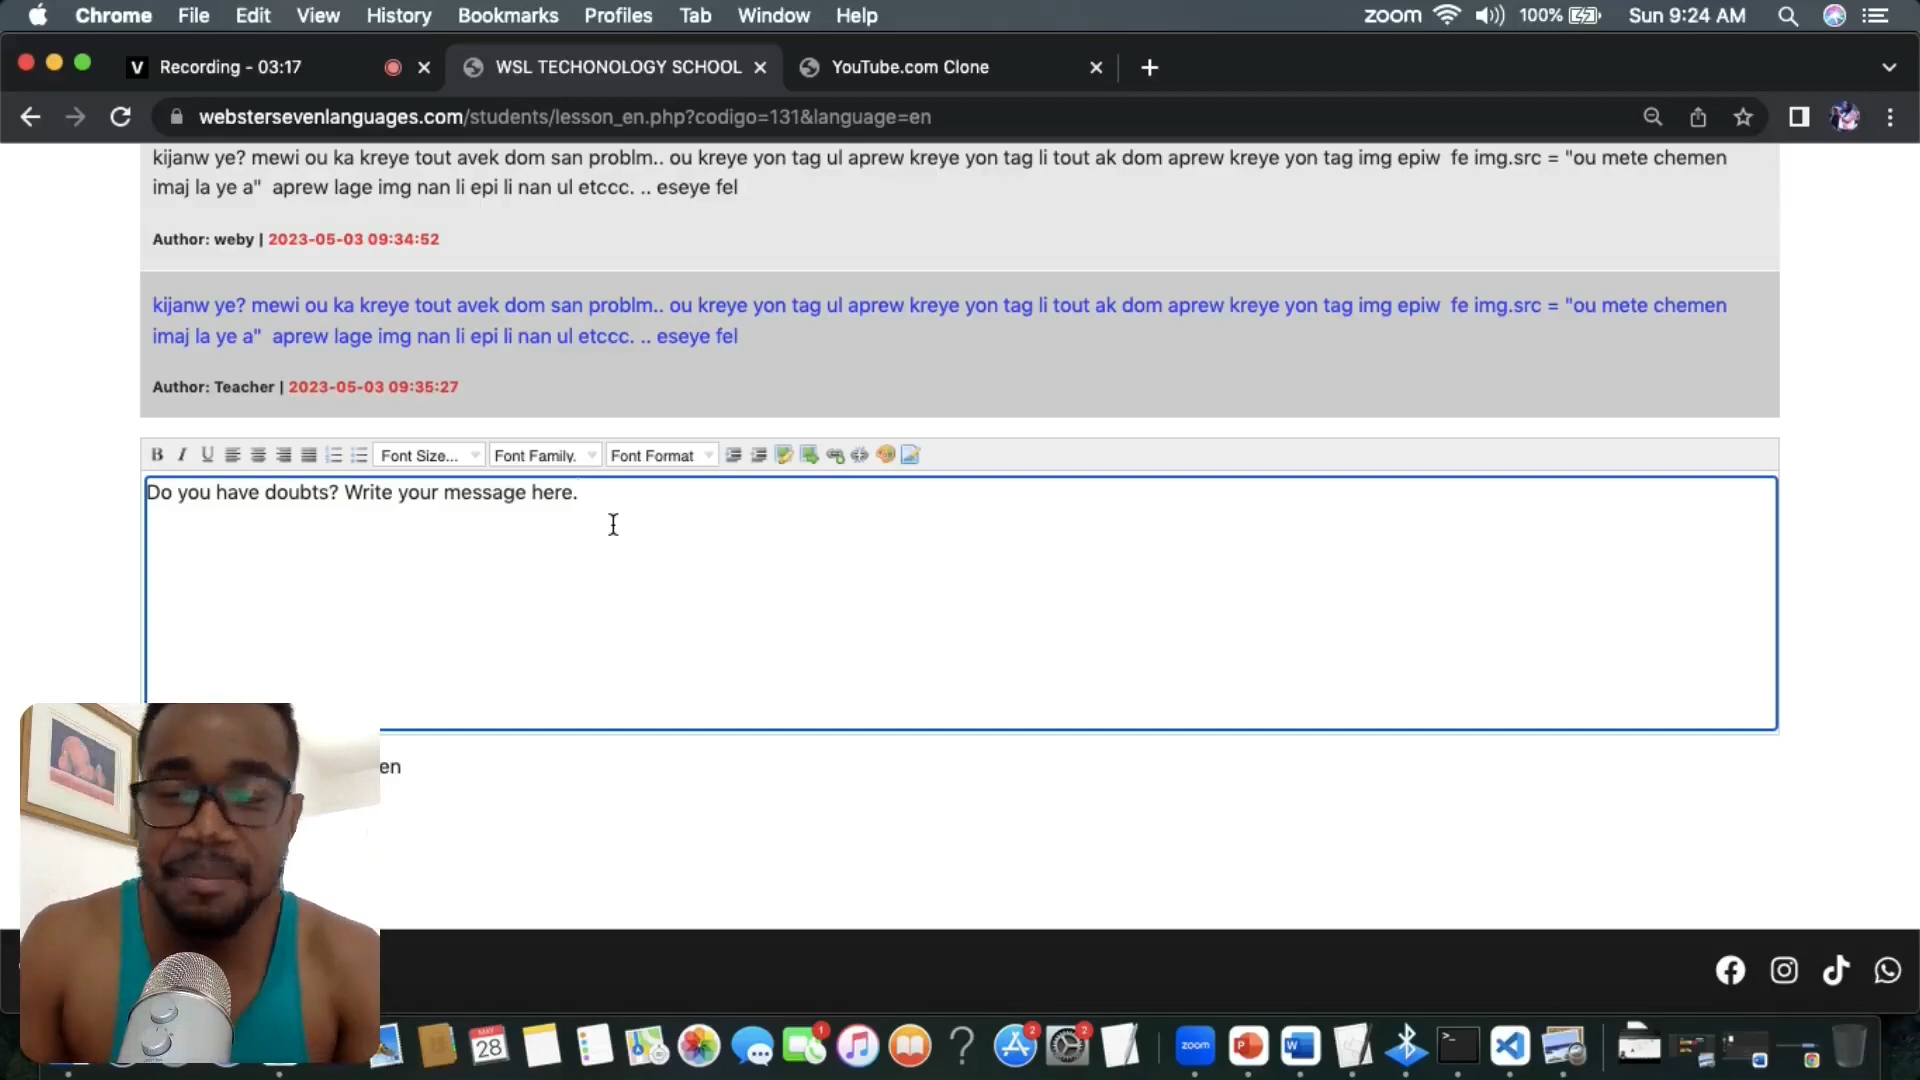 Chrome File Edit View History Bookmarks Profiles Tab Window Help zoom 100% Sun 9:24 AM
V Recording - 03:17 WSL TECHONOLOGY SCHOOL YouTube.com Clone
webstersevenlanguages.com/students/lesson_en.php?codigo=131&language=en
kijanw ye? mewi ou ka kreye tout avek dom san problm.. ou kreye yon tag ul aprew kreye yon tag li tout ak dom aprew kreye yon tag img epiw fe img.src = "ou mete chemen
imaj la ye a" aprew lage img nan li epi li nan ul etccc. .. eseye fel
Author: weby | 2023-05-03 09:34:52
kijanw ye? mewi ou ka kreye tout avek dom san problm.. ou kreye yon tag ul aprew kreye yon tag li tout ak dom aprew kreye yon tag img epiw fe img.src = "ou mete chemen
imaj la ye a" aprew lage img nan li epi li nan ul etccc. .. eseye fel
Author: Teacher | 2023-05-03 09:35:27
B I U Font Size... Font Family. Font Format
Do you have doubts? Write your message here.
en
MAY
28
1
2
2
zoom
P
W